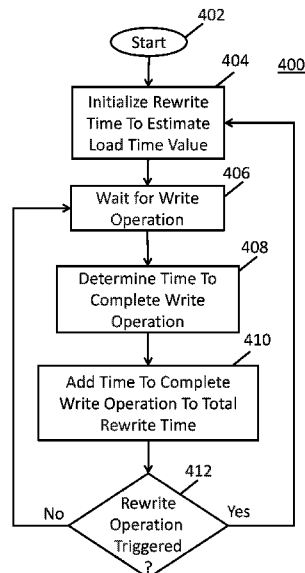 402
Start
404
400
Initialize Rewrite
Time To Estimate
Load Time Value
406
Wait for Write
Operation
408
Determine Time To
Complete Write
Operation
410
Add Time To Complete
Write Operation To Total
Rewrite Time
412
No
Rewrite
Yes
Operation
Triggered
?